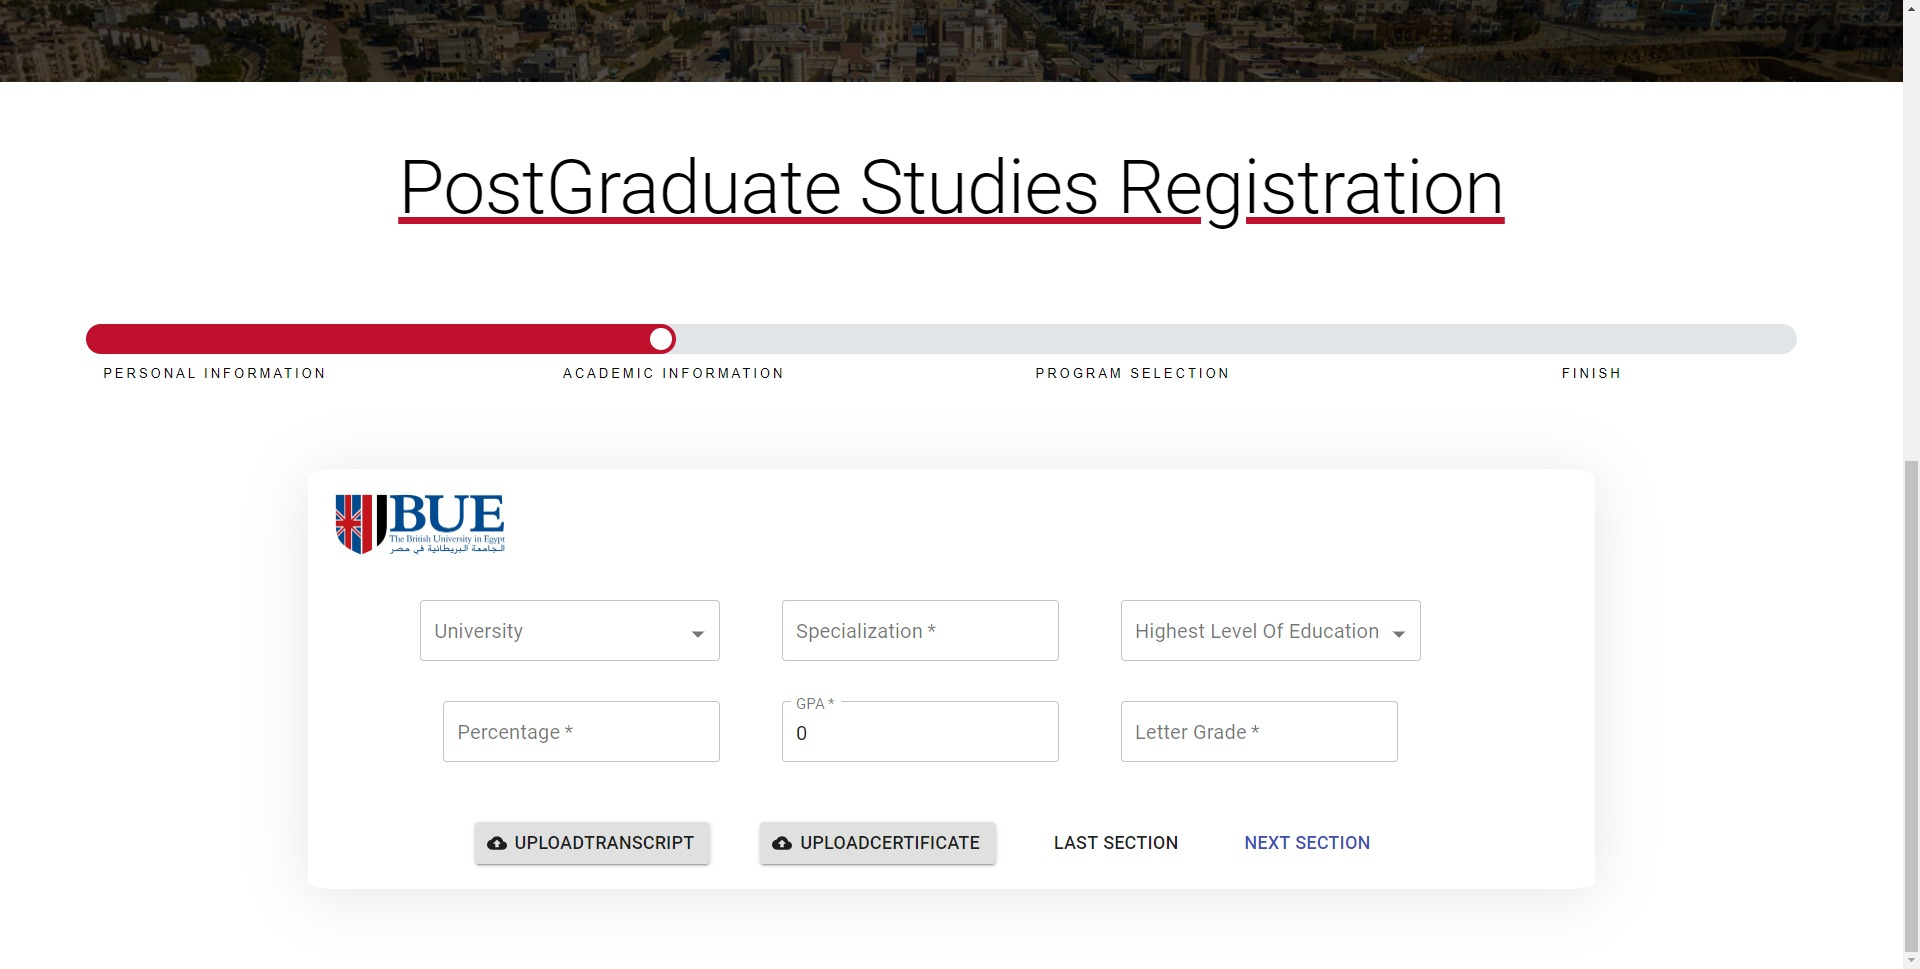 PostGraduate Studies Registration
PERSONAL INFORMATION
ACADEMIC INFORMATION
PROGRAM SELECTION
FINISH
BUE
The British University in Egypt
الجامعة البريطانية في مصر
University
Specialization *
Highest Level Of Education
Percentage *
GPA *
0
Letter Grade *
UPLOADTRANSCRIPT
UPLOADCERTIFICATE
LAST SECTION
NEXT SECTION